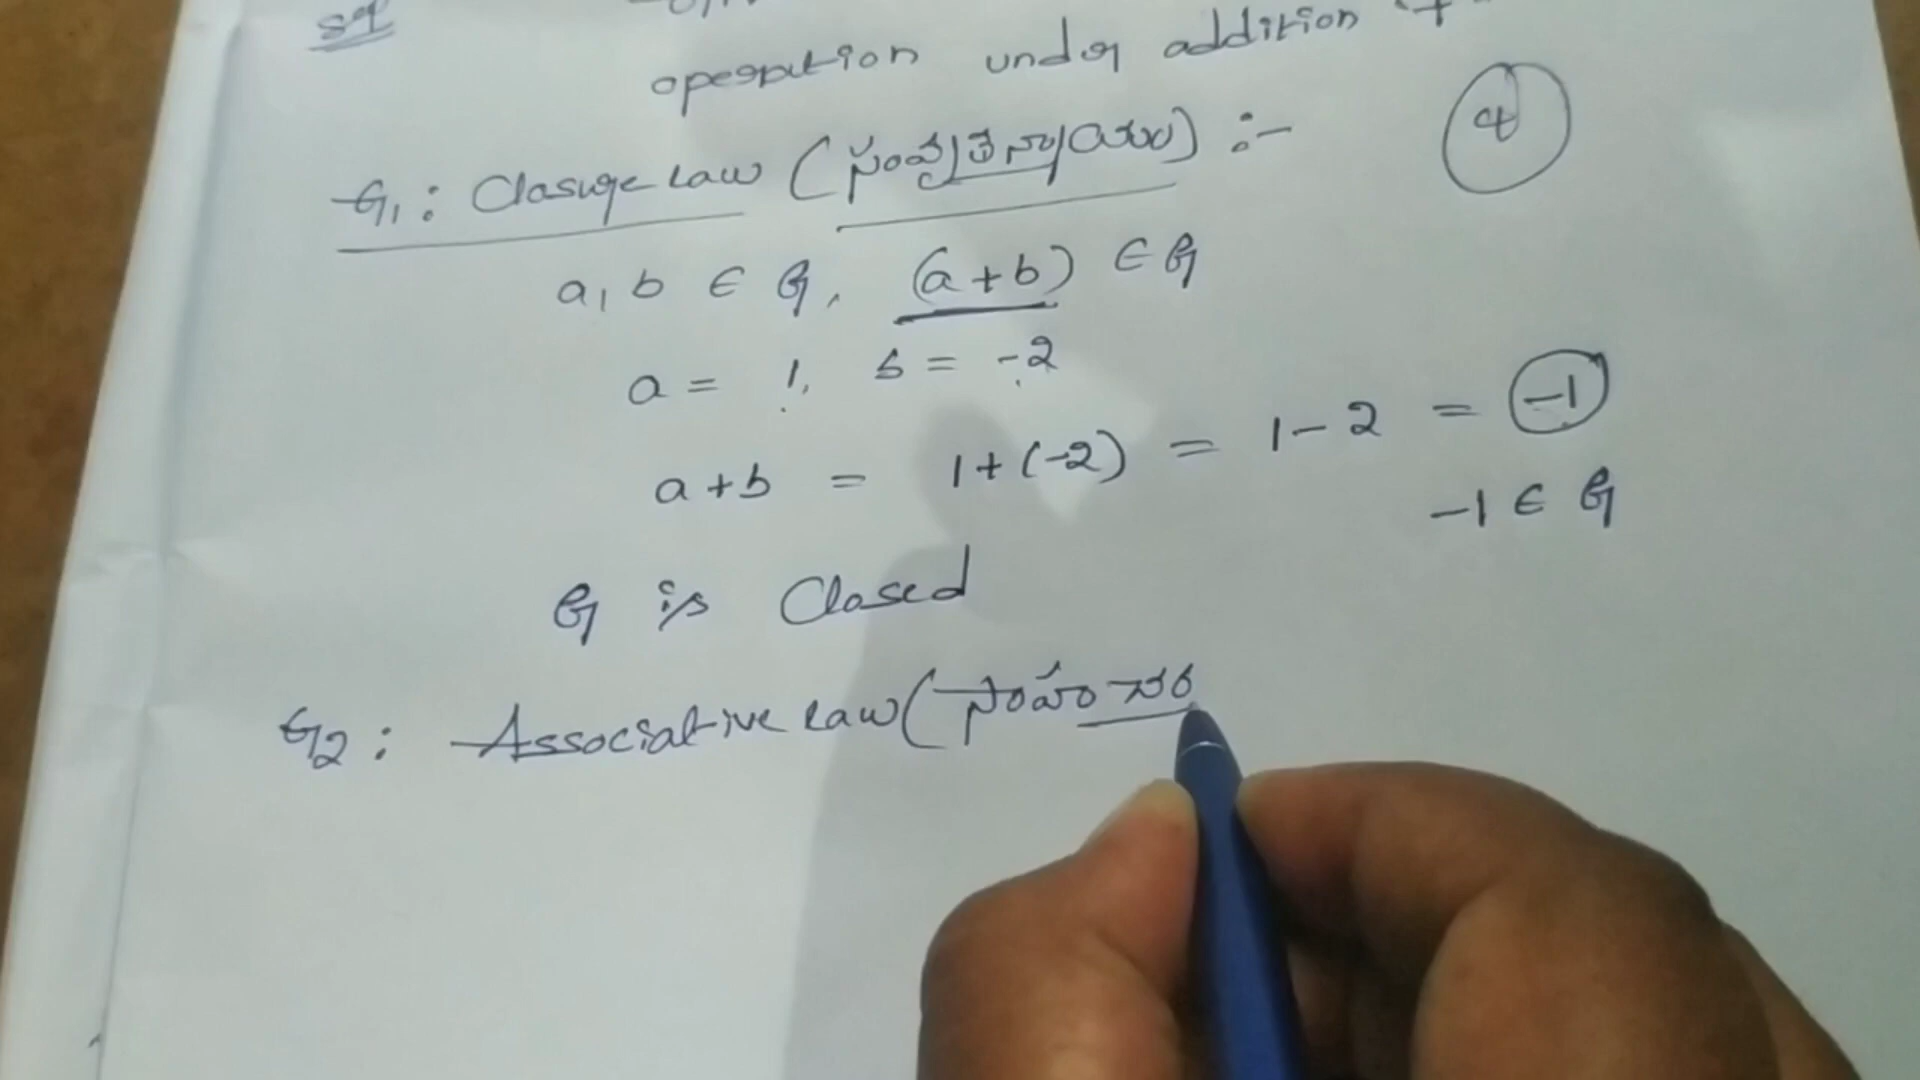 operation under addition '+'
G1: Closure Law (సంవృత న్యాయం) :-
a, b ∈ G, (a+b) ∈ G
a = 1, b = -2
a+b = 1+(-2) = 1-2 = -1
-1 ∈ G
G is Closed
G2: Associative law (